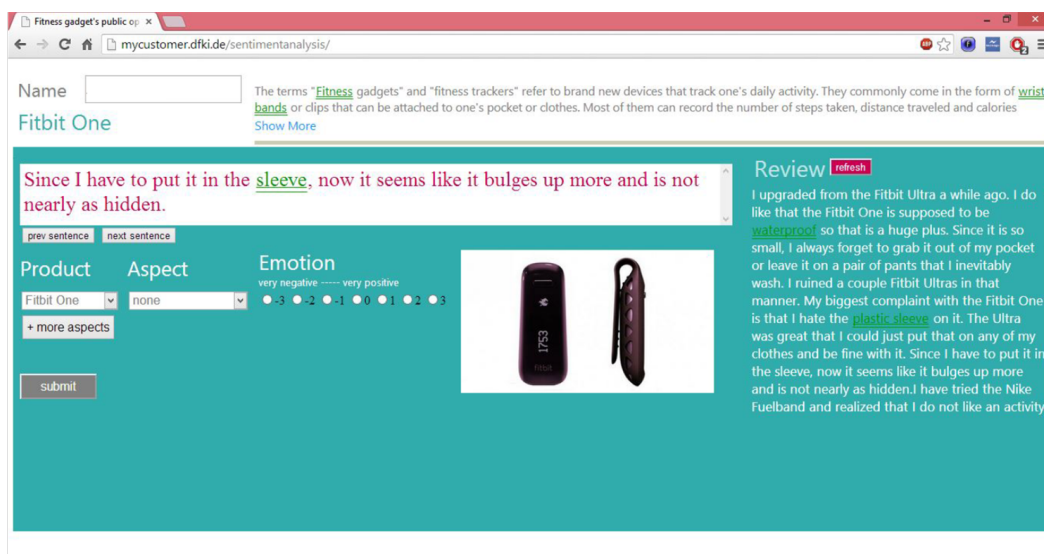 Fitness gadget's public op ×
mycustomer.dfki.de/sentimentanalysis/
Name
Fitbit One
The terms "Fitness gadgets" and "fitness trackers" refer to brand new devices that track one's daily activity. They commonly come in the form of wrist
bands or clips that can be attached to one's pocket or clothes. Most of them can record the number of steps taken, distance traveled and calories
Show More
Since I have to put it in the sleeve, now it seems like it bulges up more and is not
nearly as hidden.
prev sentence next sentence
Product Aspect
Fitbit One none
+ more aspects
submit
Emotion
very negative ----- very positive
-3 -2 -1 0 1 2 3
1753
fitbit
Review refresh
I upgraded from the Fitbit Ultra a while ago. I do
like that the Fitbit One is supposed to be
waterproof so that is a huge plus. Since it is so
small, I always forget to grab it out of my pocket
or leave it on a pair of pants that I inevitably
wash. I ruined a couple Fitbit Ultras in that
manner. My biggest complaint with the Fitbit One
is that I hate the plastic sleeve on it. The Ultra
was great that I could just put that on any of my
clothes and be fine with it. Since I have to put it in
the sleeve, now it seems like it bulges up more
and is not nearly as hidden.I have tried the Nike
Fuelband and realized that I do not like an activity